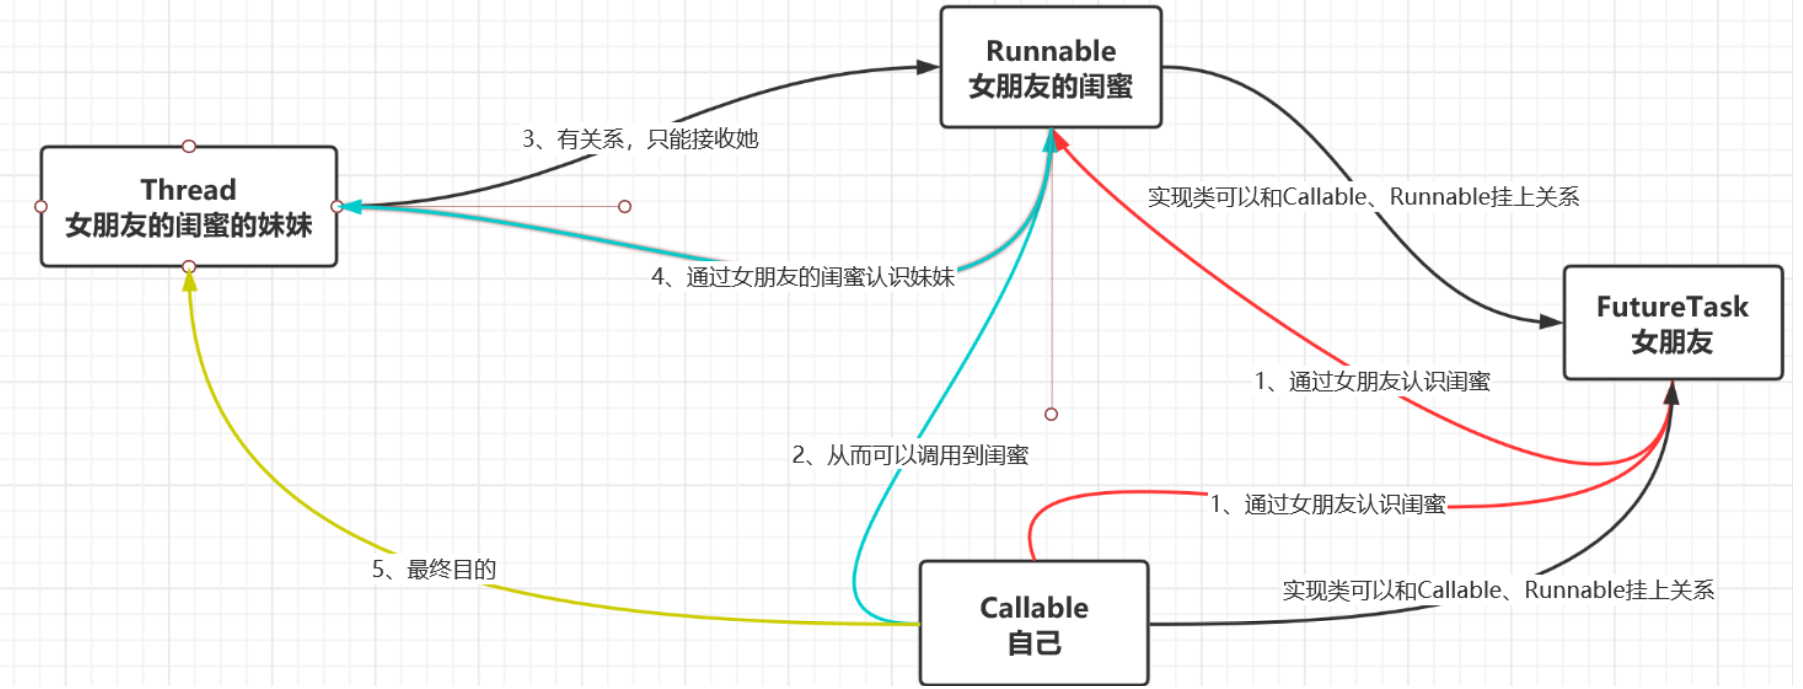 Runnable
女朋友的闺蜜
3、有关系，只能接收她
Thread
女朋友的闺蜜的妹妹
实现类可以和Callable、Runnable挂上关系
4、通过女朋友的闺蜜认识妹妹
FutureTask
女朋友
1、通过女朋友认识闺蜜
2、从而可以调用到闺蜜
1、通过女朋友认识闺蜜
5、最终目的
实现类可以和Callable、Runnable挂上关系
Callable
自己